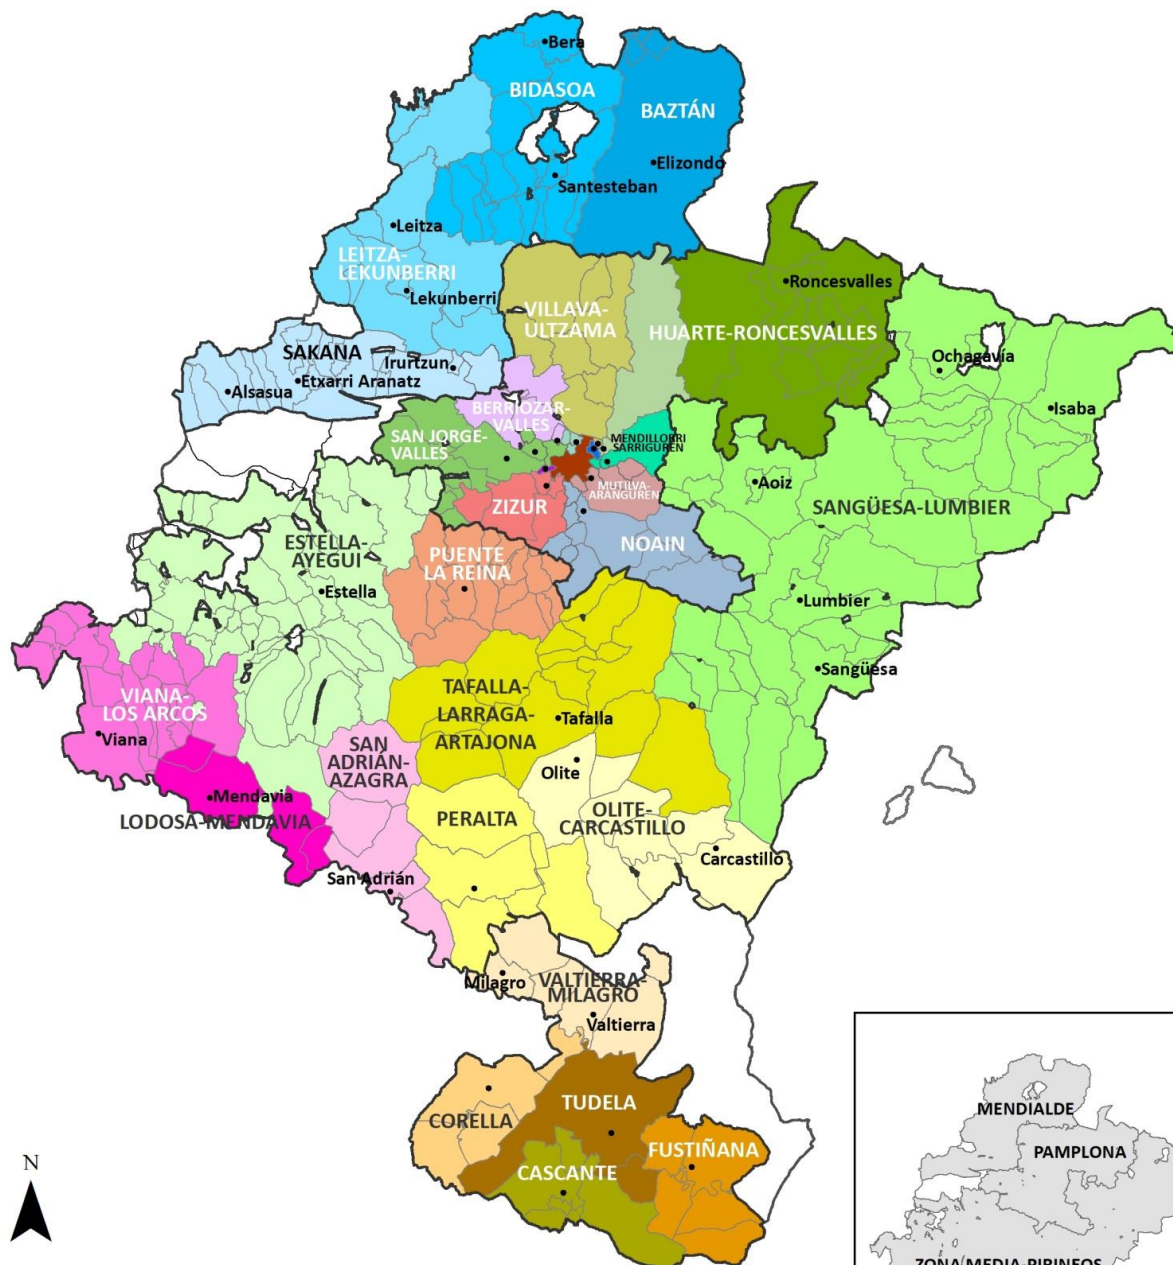 Bera
BIDASOA
BAZTÁN
Elizondo
Santesteban
Leitza
LEITZA-
LEKUNBERRI
Lekunberri
Roncesvalles
VILLAVA-
ULTZAMA
HUARTE-RONCESVALLES
Ochagavía
SAKANA
Irurtzun
Etxarri Aranatz
Alsasua
Isaba
BERRIOZAR-
VALLES
SAN JORGE-
VALLES
MENDILLORRI
SARRIGUREN
Aoiz
MUTILVA-
ARANGUREN
ZIZUR
SANGÜESA-LUMBIER
ESTELLA-
AYEGUI
NOAIN
PUENTE
LA REINA
Estella
Lumbier
Sangüesa
VIANA-
LOS ARCOS
Viana
TAFALLA-
LARRAGA-
ARTAJONA
Tafalla
SAN
ADRIÁN-
AZAGRA
Olite
Mendavia
LODOSA-MENDAVIA
PERALTA
OLITE-
CARCASTILLO
Carcastillo
San Adrián
Milagro
VALTIERRA-
MILAGRO
Valtierra
CORELLA
TUDELA
FUSTIÑANA
CASCANTE
N
MENDIALDE
PAMPLONA
ZONA MEDIA-PIRINEOS